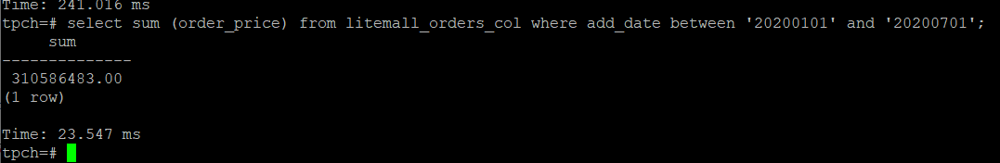 Time: 241.016 ms
tpch=# select sum (order_price) from litemall_orders_col where add_date between '20200101' and '20200701';
     sum
--------------
 310586483.00
(1 row)

Time: 23.547 ms
tpch=#